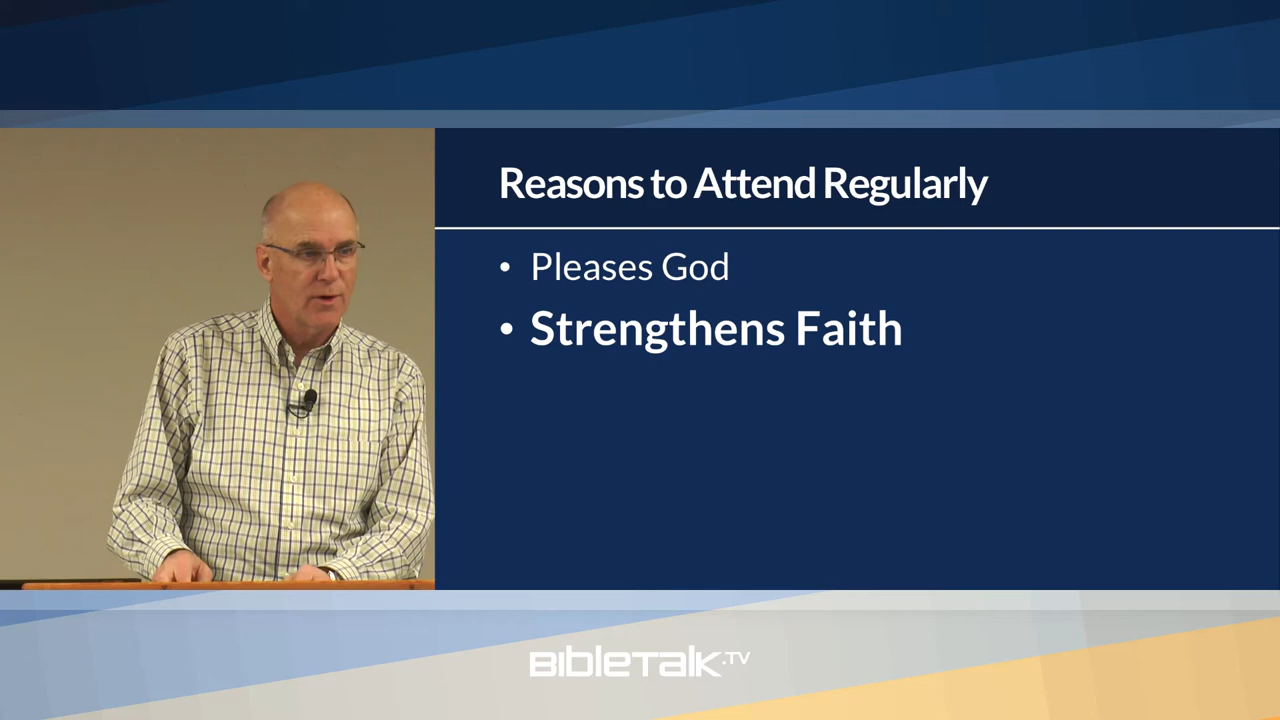 Reasons to Attend Regularly
• Pleases God
• Strengthens Faith
BIBLETALK.TV